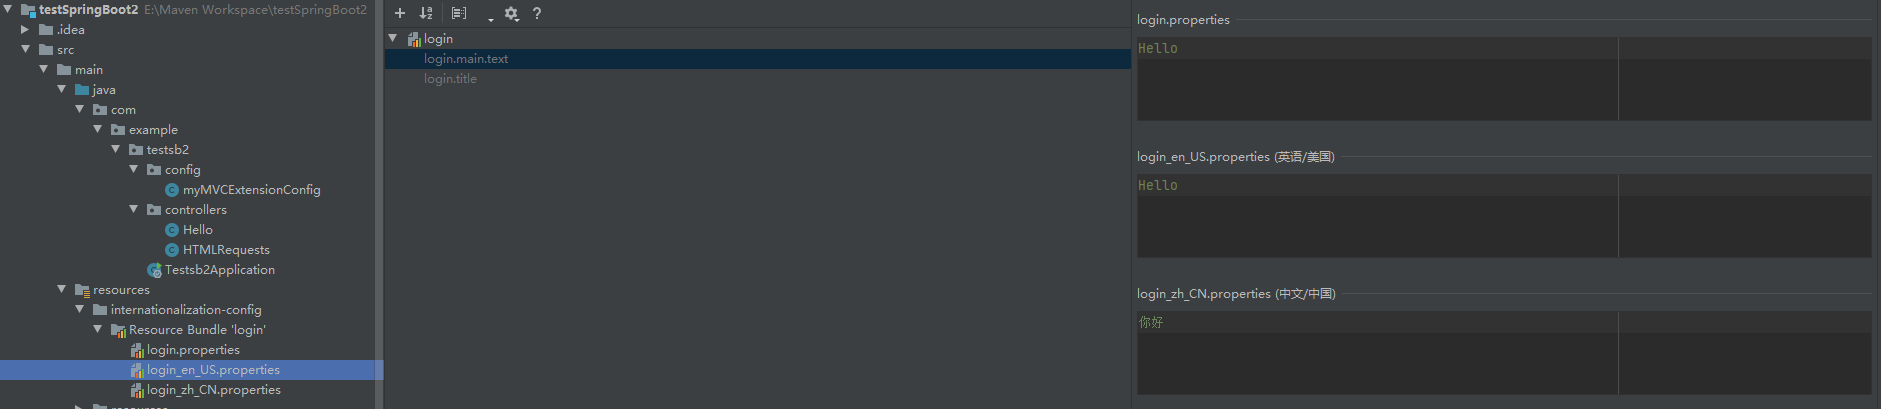 testSpringBoot2 E:\Maven Workspace\testSpringBoot2
.idea
src
main
java
com
example
testsb2
config
myMVCExtensionConfig
controllers
Hello
HTMLRequests
Testsb2Application
resources
internationalization-config
Resource Bundle 'login'
login.properties
login_en_US.properties
login_zh_CN.properties
login
login.main.text
login.title
login.properties
Hello
login_en_US.properties (英语/美国)
Hello
login_zh_CN.properties (中文/中国)
你好